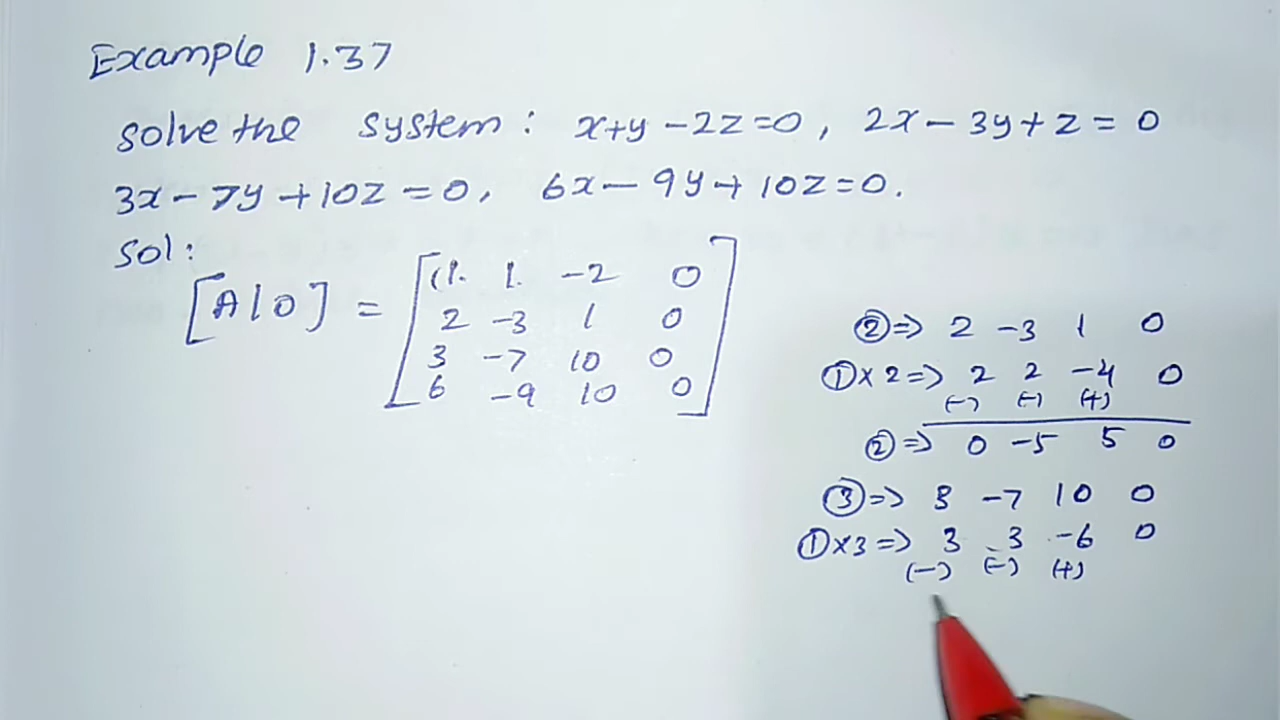 Example 1.37
solve the system: x+y-2z=0, 2x-3y+z=0
3x-7y+10z=0, 6x-9y+10z=0.
sol:
[A|0] = [(1. 1. -2 0
2 -3 1 0
3 -7 10 0
6 -9 10 0]
②=> 2 -3 1 0
①×2=> 2 2 -4 0
(-) (-) (+)
②=> 0 -5 5 0
③=> 3 -7 10 0
①×3=> 3 3 -6 0
(-) (-) (+)